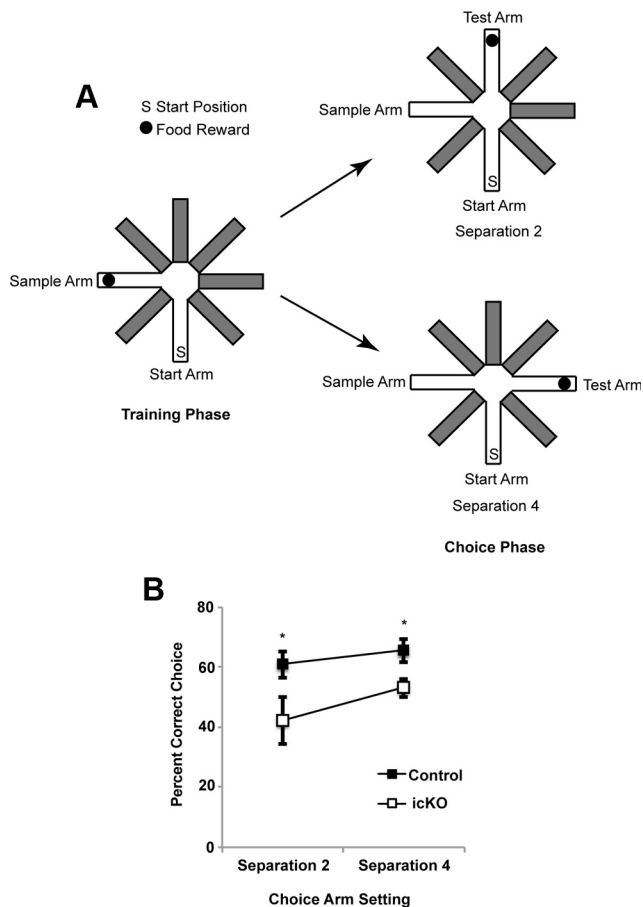 A
S Start Position
Food Reward
Sample Arm
S
Start Arm
Training Phase
Test Arm
Sample Arm
S
Start Arm
Separation 2
Sample Arm
Test Arm
S
Start Arm
Separation 4
Choice Phase
B
Percent Correct Choice
80
60
40
20
0
*
*
Control
icKO
Separation 2
Separation 4
Choice Arm Setting